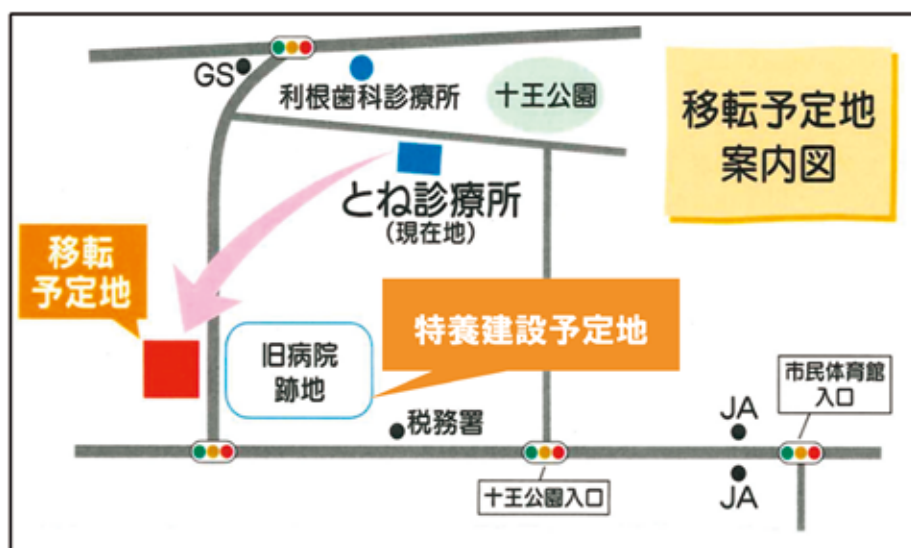 GS
利根歯科診療所
十王公園
移転予定地
案内図
とね診療所
(現在地)
移転
予定地
旧病院
跡地
特養建設予定地
市民体育館
入口
税務署
JA
十王公園入口
JA